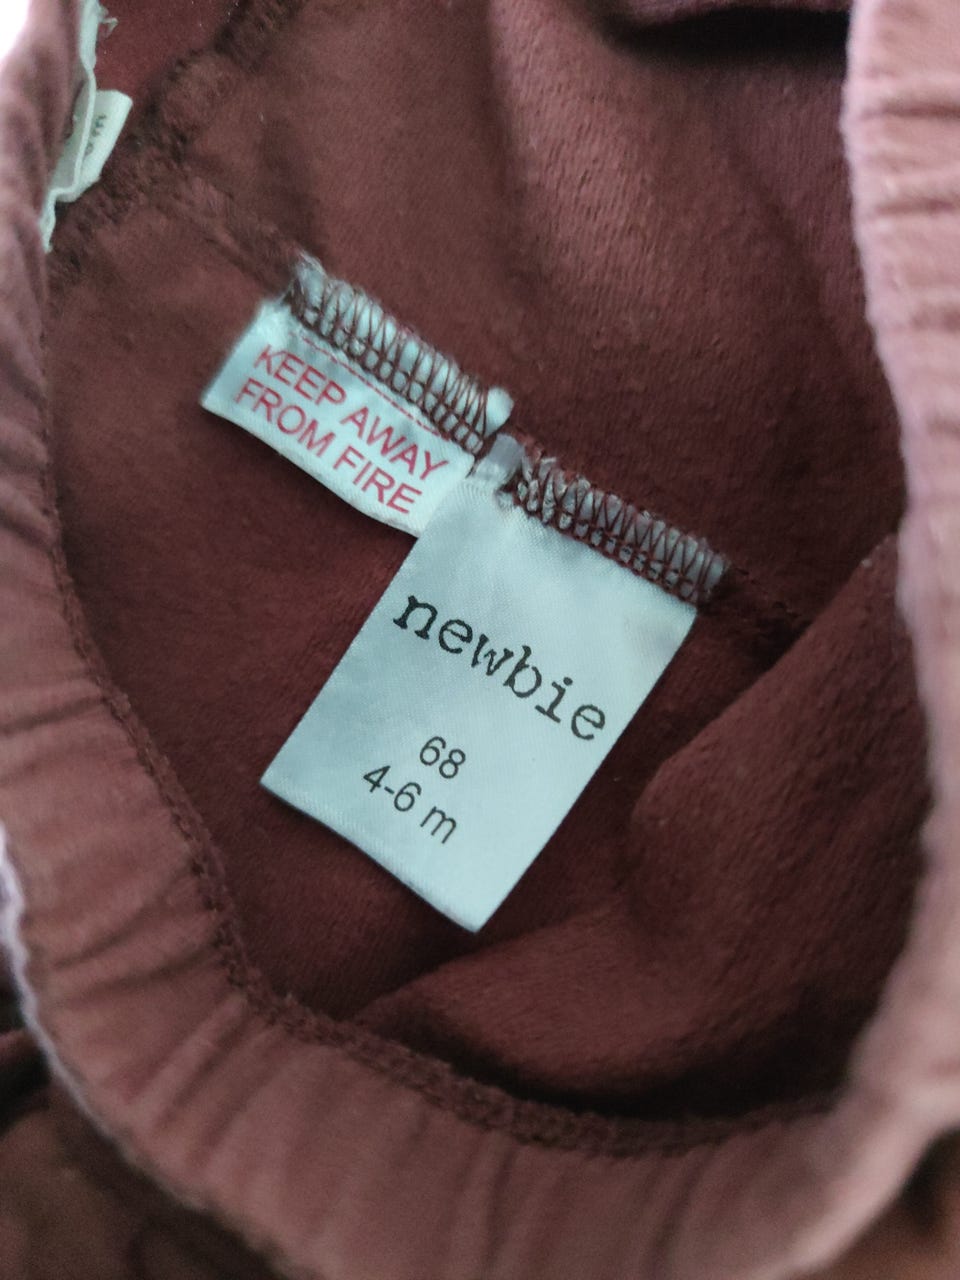 KEEP AWAY
FROM FIRE
newbie
68
4-6 m